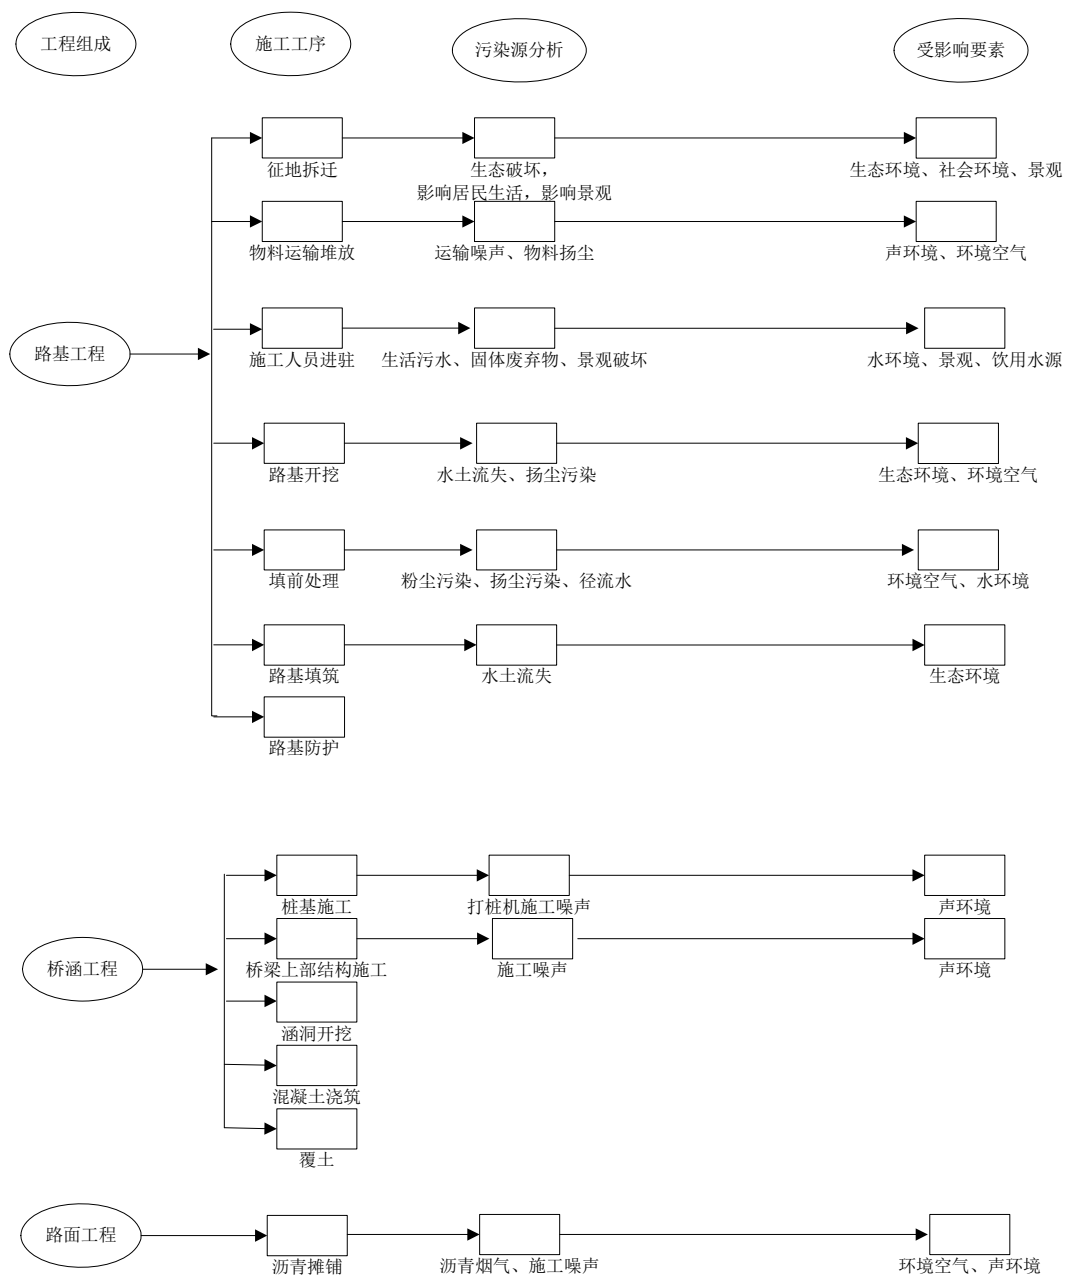 工程组成
施工工序
污染源分析
受影响要素
征地拆迁
生态破坏，
影响居民生活，影响景观
生态环境、社会环境、景观
物料运输堆放
运输噪声、物料扬尘
声环境、环境空气
路基工程
施工人员进驻
生活污水、固体废弃物、景观破坏
水环境、景观、饮用水源
路基开挖
水土流失、扬尘污染
生态环境、环境空气
填前处理
粉尘污染、扬尘污染、径流水
环境空气、水环境
路基填筑
水土流失
生态环境
路基防护
桩基施工
打桩机施工噪声
声环境
桥涵工程
桥梁上部结构施工
施工噪声
声环境
涵洞开挖
混凝土浇筑
覆土
路面工程
沥青摊铺
沥青烟气、施工噪声
环境空气、声环境